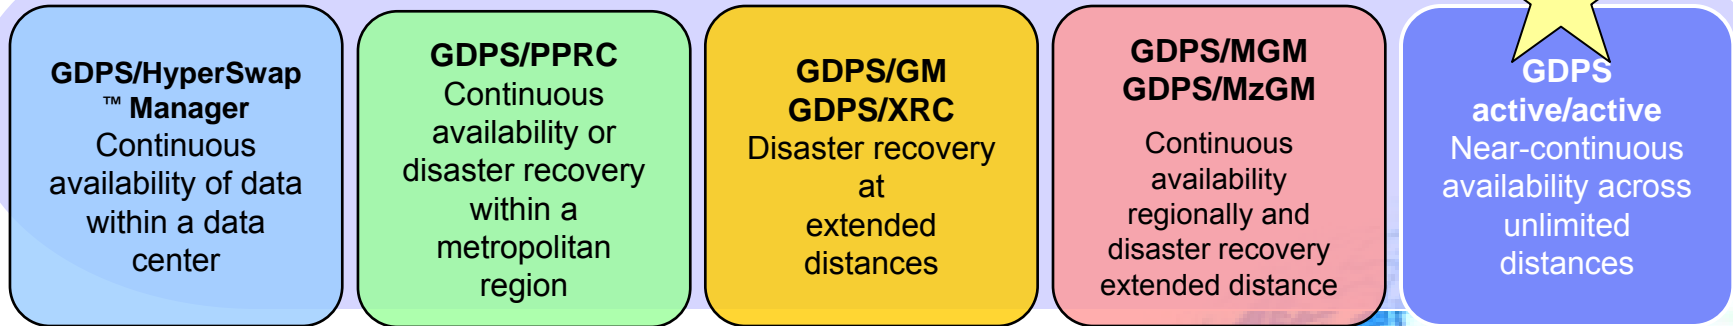 GDPS/HyperSwap
™ Manager
Continuous
availability of data
within a data
center
GDPS/PPRC
Continuous
availability or
disaster recovery
within a
metropolitan
region
GDPS/GM
GDPS/XRC
Disaster recovery
at
extended
distances
GDPS/MGM
GDPS/MzGM
Continuous
availability
regionally and
disaster recovery
extended distance
GDPS
active/active
Near-continuous
availability across
unlimited
distances